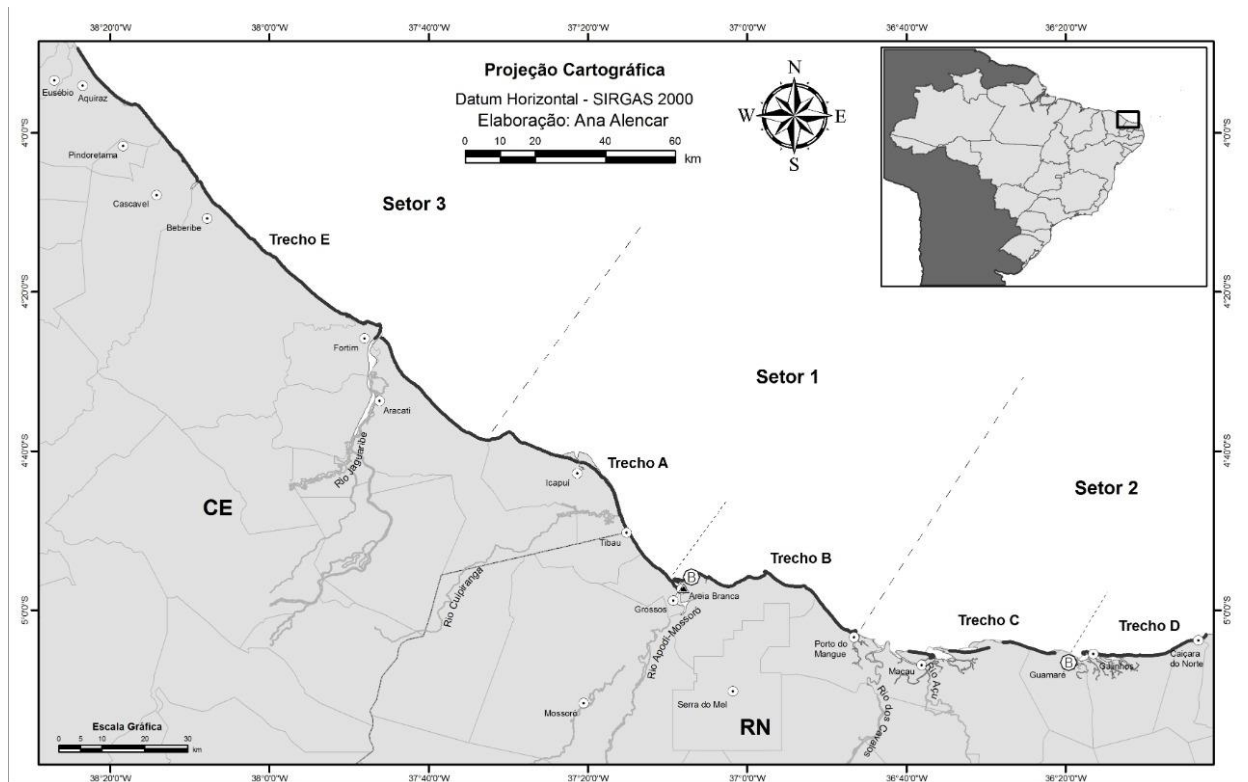 38°20'0"W 38°0'0"W 37°40'0"W 37°20'0"W 37°0'0"W 36°40'0"W 36°20'0"W
Projeção Cartográfica
Datum Horizontal - SIRGAS 2000
Elaboração: Ana Alencar
0 10 20 40 60
km
N
W E
S
Eusébio
Aquiraz
4°0'0"S
4°0'0"S
Pindoretama
Cascavel
Setor 3
Beberibe
Trecho E
4°20'0"S
4°20'0"S
Fortim
Setor 1
Aracati
Rio Jaguaribe
4°40'0"S
4°40'0"S
Trecho A
Icapuí
Setor 2
CE
Tibau
Trecho B
Rio Cuipiranga
B
Areia Branca
Grossos
5°0'0"S
5°0'0"S
Trecho C
Trecho D
Porto do
Mangue
Caiçara
do Norte
Rio Apodi-Mossoró
Macau
Rio Açu
B
Guamaré
Galinhos
Serra do Mel
Mossoró
RN
Rio dos Cavalos
Escala Gráfica
0 5 10 20 30
km
38°20'0"W 38°0'0"W 37°40'0"W 37°20'0"W 37°0'0"W 36°40'0"W 36°20'0"W